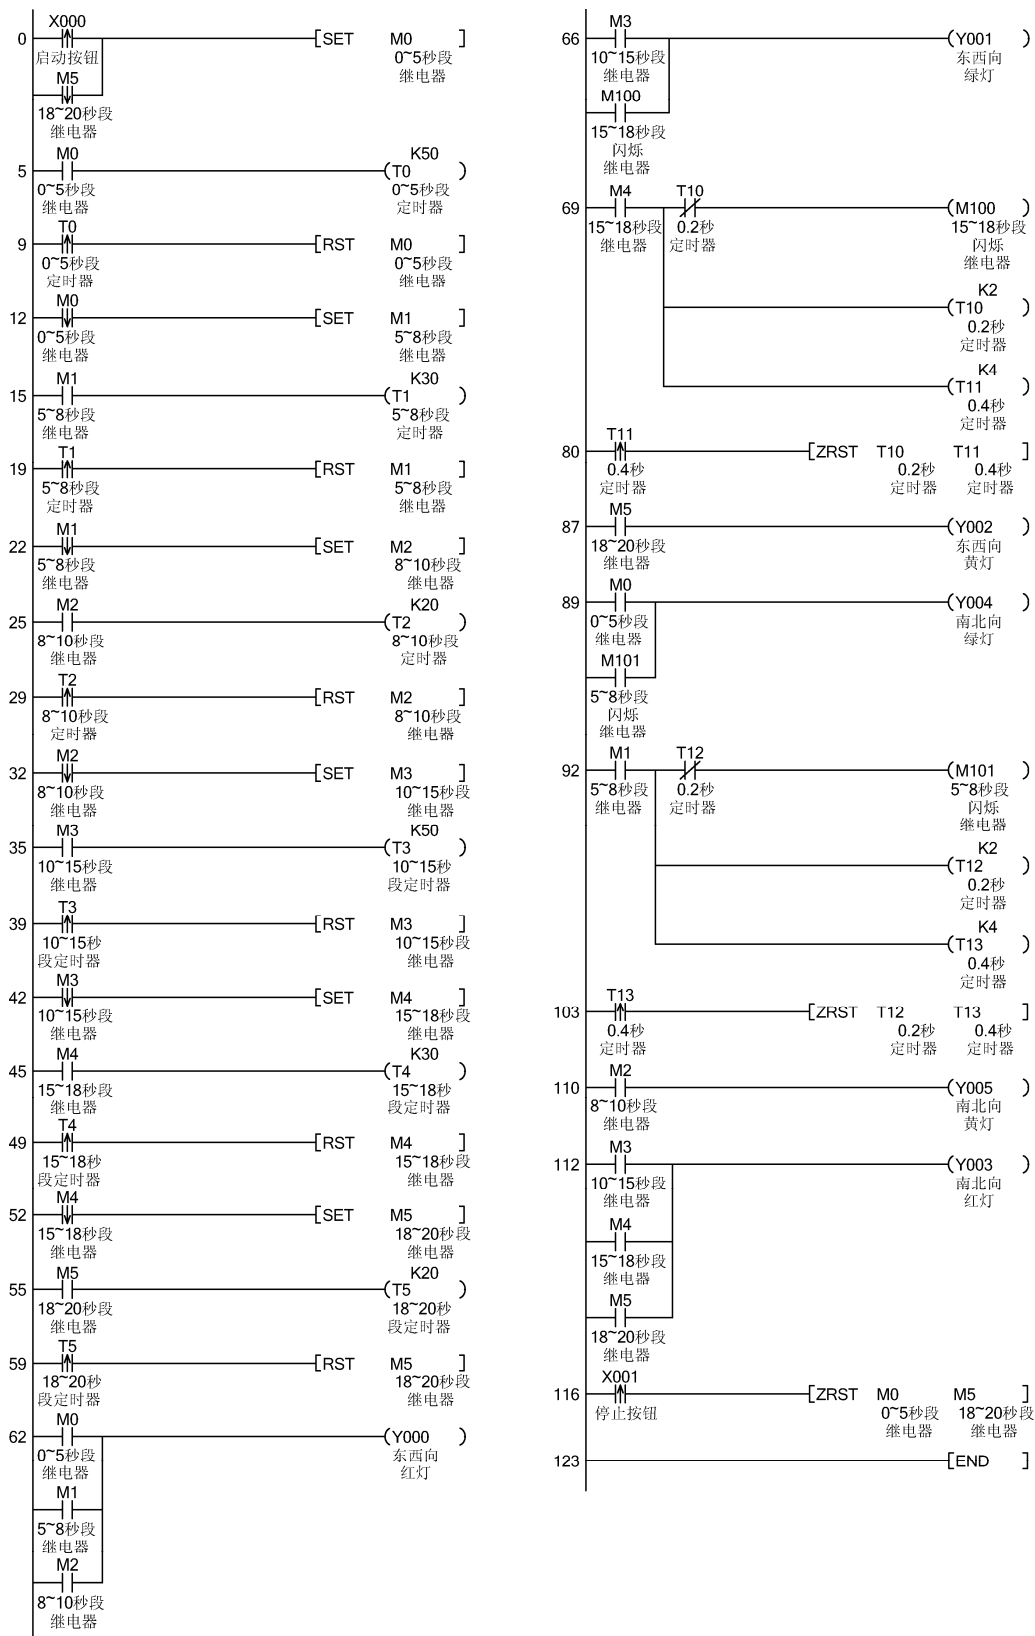 X000
0 [SET M0 ]
启动按钮 0~5秒段
继电器
M5
18~20秒段
继电器
M0 K50
5 (T0 )
0~5秒段 0~5秒段
继电器 定时器
T0
9 [RST M0 ]
0~5秒段 0~5秒段
定时器 继电器
M0
12 [SET M1 ]
0~5秒段 5~8秒段
继电器 继电器
M1 K30
15 (T1 )
5~8秒段 5~8秒段
继电器 定时器
T1
19 [RST M1 ]
5~8秒段 5~8秒段
定时器 继电器
M1
22 [SET M2 ]
5~8秒段 8~10秒段
继电器 继电器
M2 K20
25 (T2 )
8~10秒段 8~10秒段
继电器 定时器
T2
29 [RST M2 ]
8~10秒段 8~10秒段
定时器 继电器
M2
32 [SET M3 ]
8~10秒段 10~15秒段
继电器 继电器
M3 K50
35 (T3 )
10~15秒段 10~15秒
继电器 段定时器
T3
39 [RST M3 ]
10~15秒 10~15秒段
段定时器 继电器
M3
42 [SET M4 ]
10~15秒段 15~18秒段
继电器 继电器
M4 K30
45 (T4 )
15~18秒段 15~18秒
继电器 段定时器
T4
49 [RST M4 ]
15~18秒 15~18秒段
段定时器 继电器
M4
52 [SET M5 ]
15~18秒段 18~20秒段
继电器 继电器
M5 K20
55 (T5 )
18~20秒段 18~20秒
继电器 段定时器
T5
59 [RST M5 ]
18~20秒 18~20秒段
段定时器 继电器
M0
62 (Y000 )
0~5秒段 东西向
继电器 红灯
M1
5~8秒段
继电器
M2
8~10秒段
继电器
M3
66 (Y001 )
10~15秒段 东西向
继电器 绿灯
M100
15~18秒段
闪烁
继电器
M4 T10
69 (M100 )
15~18秒段 0.2秒 15~18秒段
继电器 定时器 闪烁
继电器
K2
(T10 )
0.2秒
定时器
K4
(T11 )
0.4秒
定时器
T11
80 [ZRST T10 T11 ]
0.4秒 0.2秒 0.4秒
定时器 定时器 定时器
M5
87 (Y002 )
18~20秒段 东西向
继电器 黄灯
M0
89 (Y004 )
0~5秒段 南北向
继电器 绿灯
M101
5~8秒段
闪烁
继电器
M1 T12
92 (M101 )
5~8秒段 0.2秒 5~8秒段
继电器 定时器 闪烁
继电器
K2
(T12 )
0.2秒
定时器
K4
(T13 )
0.4秒
定时器
T13
103 [ZRST T12 T13 ]
0.4秒 0.2秒 0.4秒
定时器 定时器 定时器
M2
110 (Y005 )
8~10秒段 南北向
继电器 黄灯
M3
112 (Y003 )
10~15秒段 南北向
继电器 红灯
M4
15~18秒段
继电器
M5
18~20秒段
继电器
X001
116 [ZRST M0 M5 ]
停止按钮 0~5秒段 18~20秒段
继电器 继电器
123 [END ]